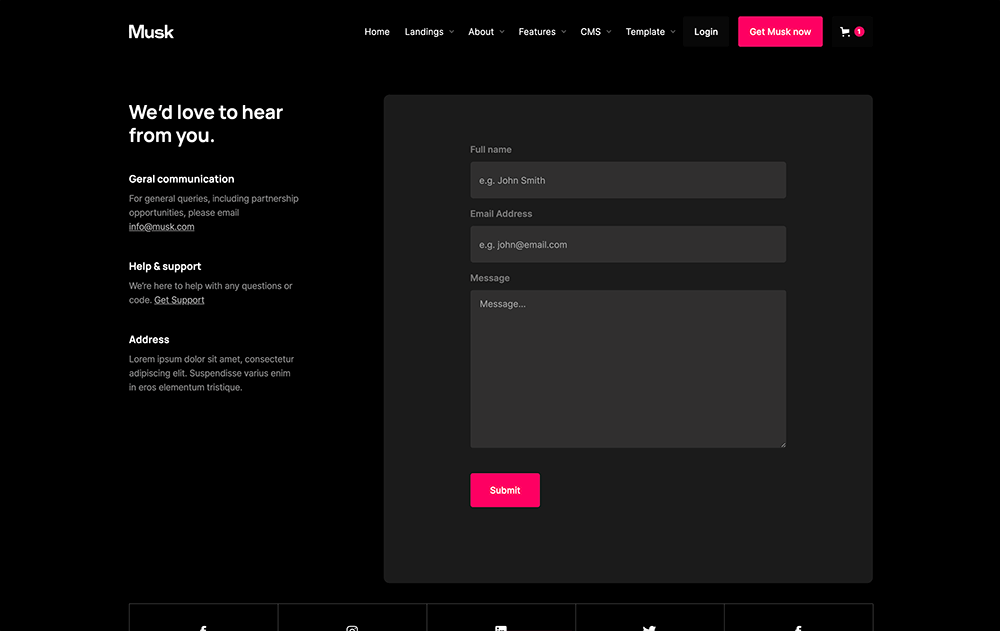 Musk
Home Landings About Features CMS Template Login Get Musk now 1
We'd love to hear
from you.
Geral communication
For general queries, including partnership
opportunities, please email
info@musk.com
Help & support
We're here to help with any questions or
code. Get Support
Address
Lorem ipsum dolor sit amet, consectetur
adipiscing elit. Suspendisse varius enim
in eros elementum tristique.
Full name
e.g. John Smith
Email Address
e.g. john@email.com
Message
Message...
Submit